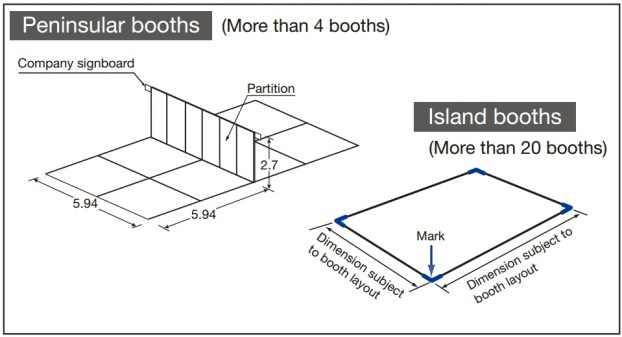 Peninsular booths (More than 4 booths)
Company signboard
Partition
2.7
5.94
5.94
Island booths
(More than 20 booths)
Mark
Dimension subject
to booth layout
Dimension subject to
booth layout